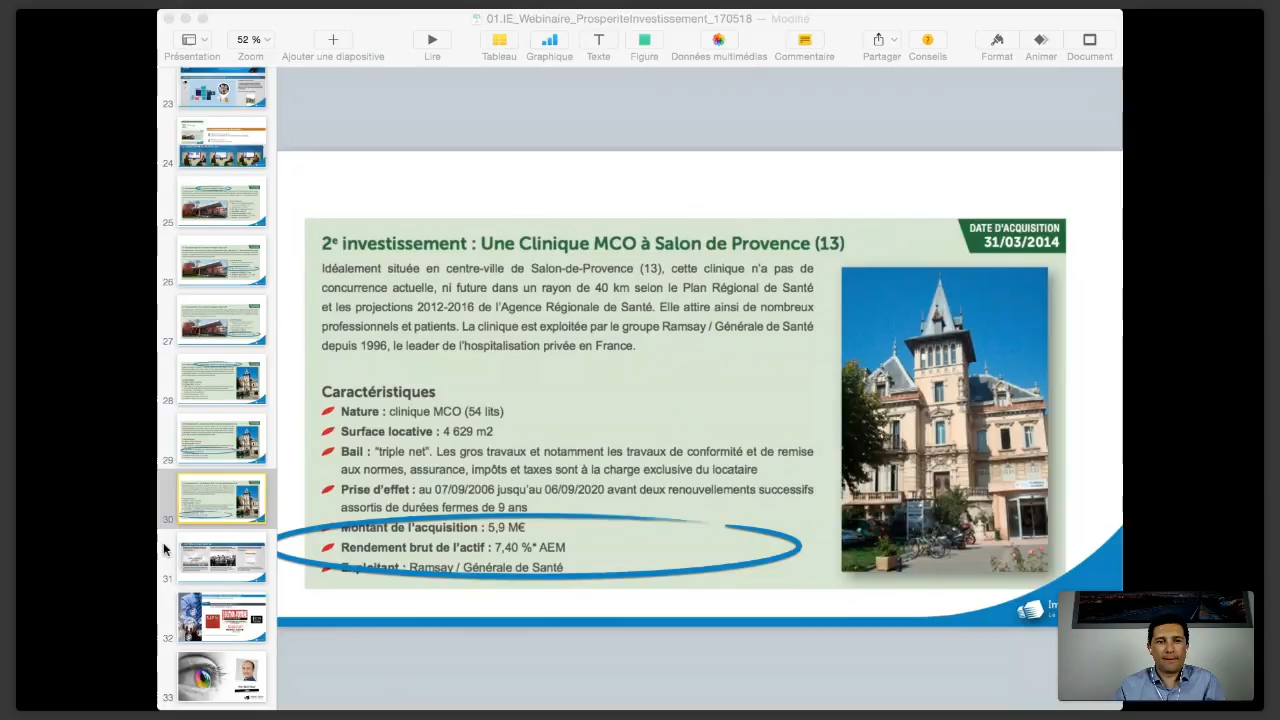 01.IE_Webinaire_ProsperiteInvestissement_170518 — Modifié
52 %
Présentation Zoom Ajouter une diapositive Lire Tableau Graphique Texte Figure Données multimédias Commentaire Partager Conseils Format Animer Document
23
24
25
26
27
28
29
30
31
32
33
DATE D'ACQUISITION
31/03/2014
2e investissement : Une Clinique MCO à Salon de Provence (13)
Idéalement située en centre-ville de Salon-de-Provence (13), cette clinique n'a pas de
concurrence actuelle, ni future dans un rayon de 40 km selon le Plan Régional de Santé
et les projections 2012-2016 de l'Agence Régionale de Santé. Elle attire ainsi de nombreux
professionnels et patients. La clinique est exploitée par le groupe Ramsay / Générale de Santé
depuis 1996, le leader de l'hospitalisation privée en France.
Caractéristiques
Nature : clinique MCO (54 lits)
Surface locative : 4 629 m2
Bail : "triple net". Les gros travaux et notamment les travaux de conformité et de remise
aux normes, assurance, impôts et taxes sont à la charge exclusive du locataire
Prise d'effet : au 07/09/2006 jusqu'au 06/09/2020 avant deux renouvellements successifs
assortis de durées fermes de 9 ans
Montant de l'acquisition : 5,9 M€
Rendement brut de l'actif : 7,40 %* AEM
Exploitant : Ramsay / Générale de Santé